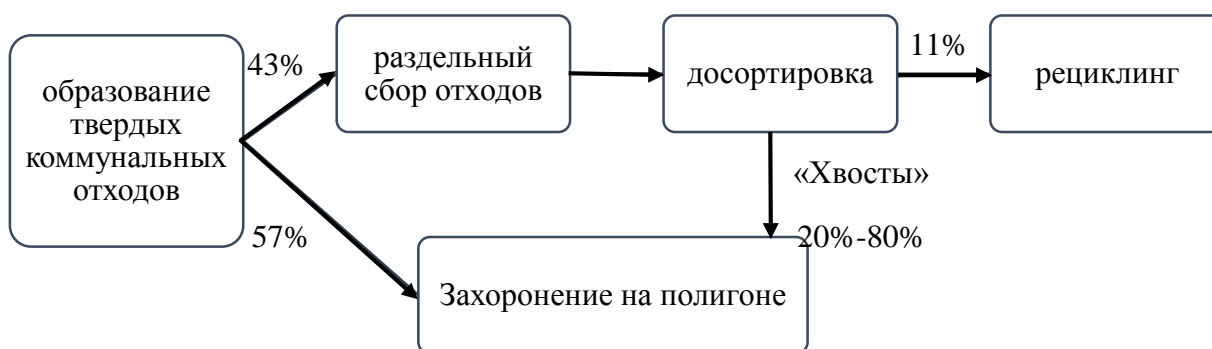 образование
твердых
коммунальных
отходов
43%
57%
раздельный
сбор отходов
досортировка
11%
рециклинг
«Хвосты»
20%-80%
Захоронение на полигоне